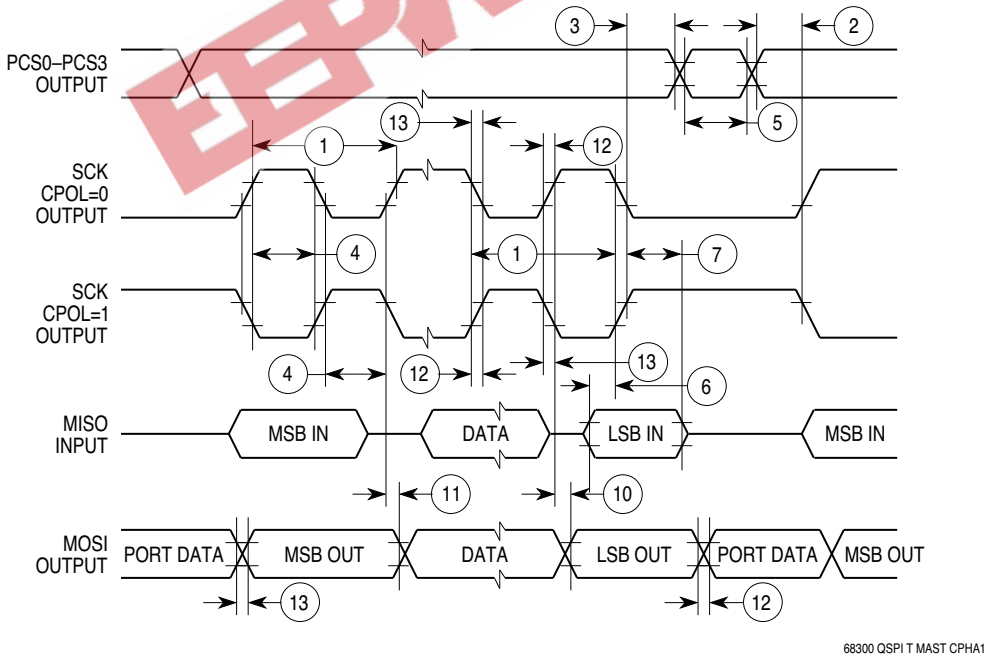 EEPW
3
2
PCS0–PCS3
OUTPUT
13
5
1
12
SCK
CPOL=0
OUTPUT
4
1
7
SCK
CPOL=1
OUTPUT
4
12
13
6
MISO
INPUT
MSB IN
DATA
LSB IN
MSB IN
11
10
MOSI
OUTPUT
PORT DATA
MSB OUT
DATA
LSB OUT
PORT DATA
MSB OUT
13
12
68300 QSPI T MAST CPHA1